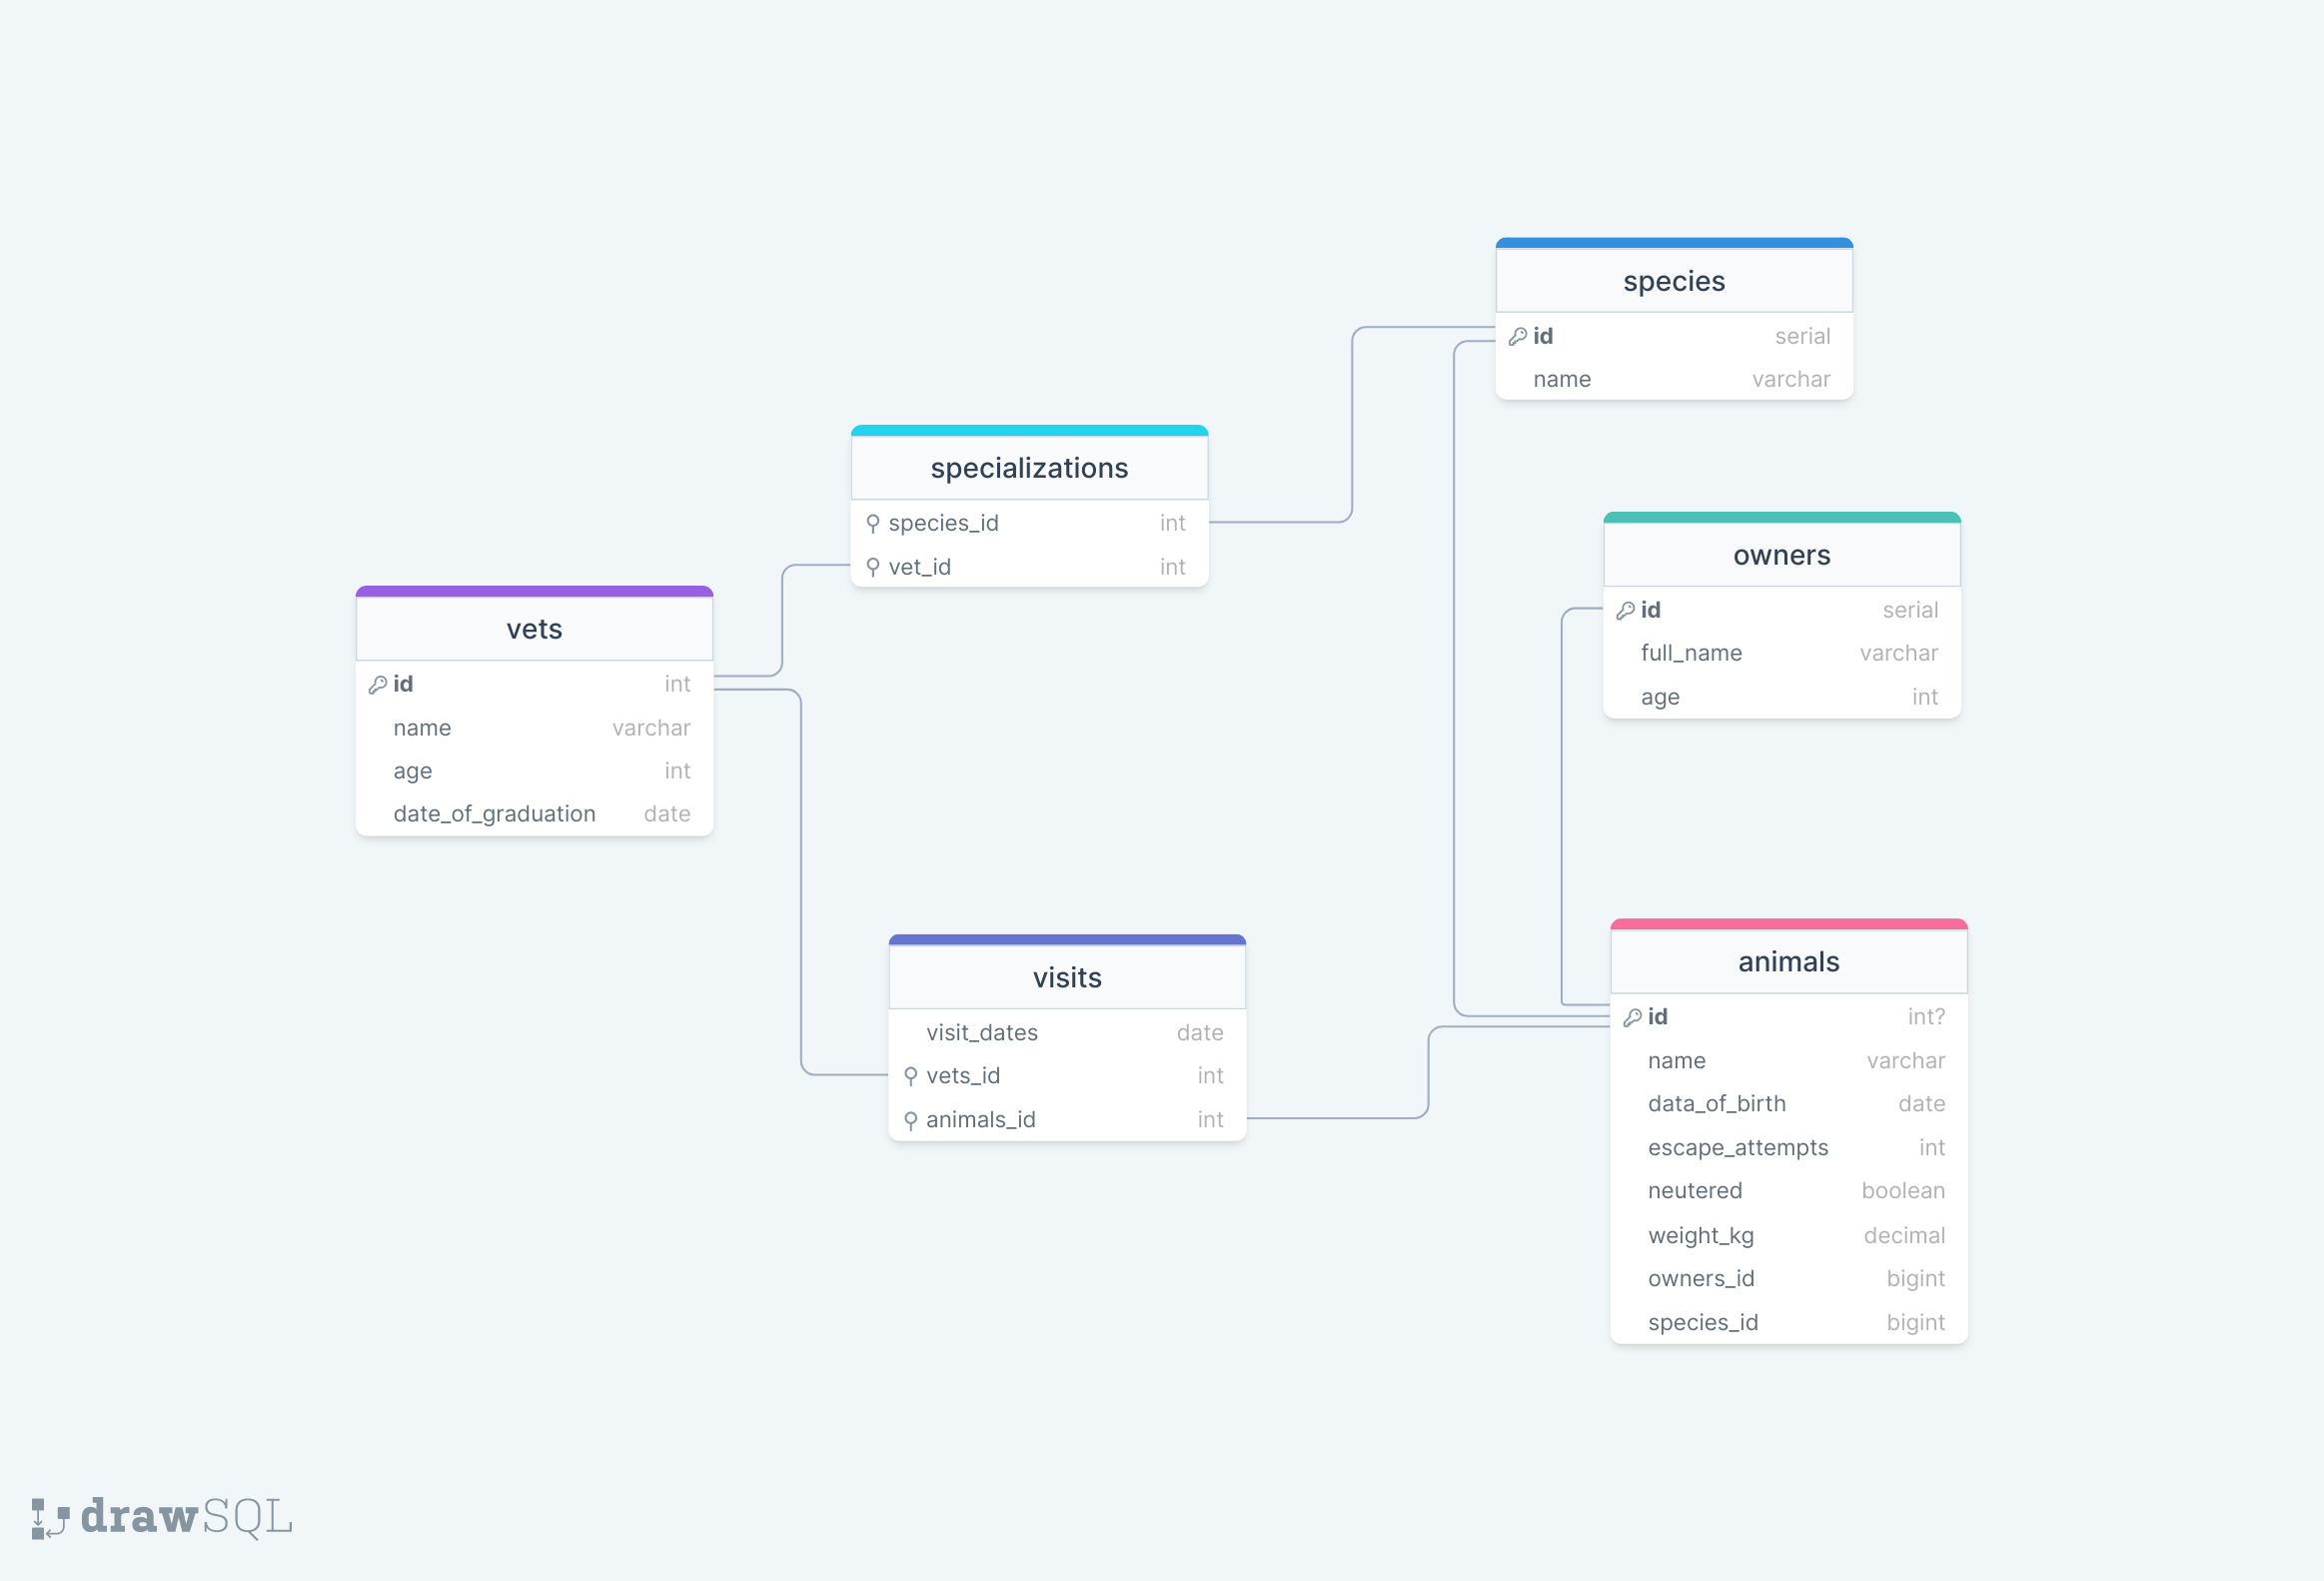 species
id serial
name varchar
specializations
species_id int
vet_id int
owners
id serial
full_name varchar
age int
vets
id int
name varchar
age int
date_of_graduation date
visits
visit_dates date
vets_id int
animals_id int
animals
id int?
name varchar
data_of_birth date
escape_attempts int
neutered boolean
weight_kg decimal
owners_id bigint
species_id bigint
drawSQL